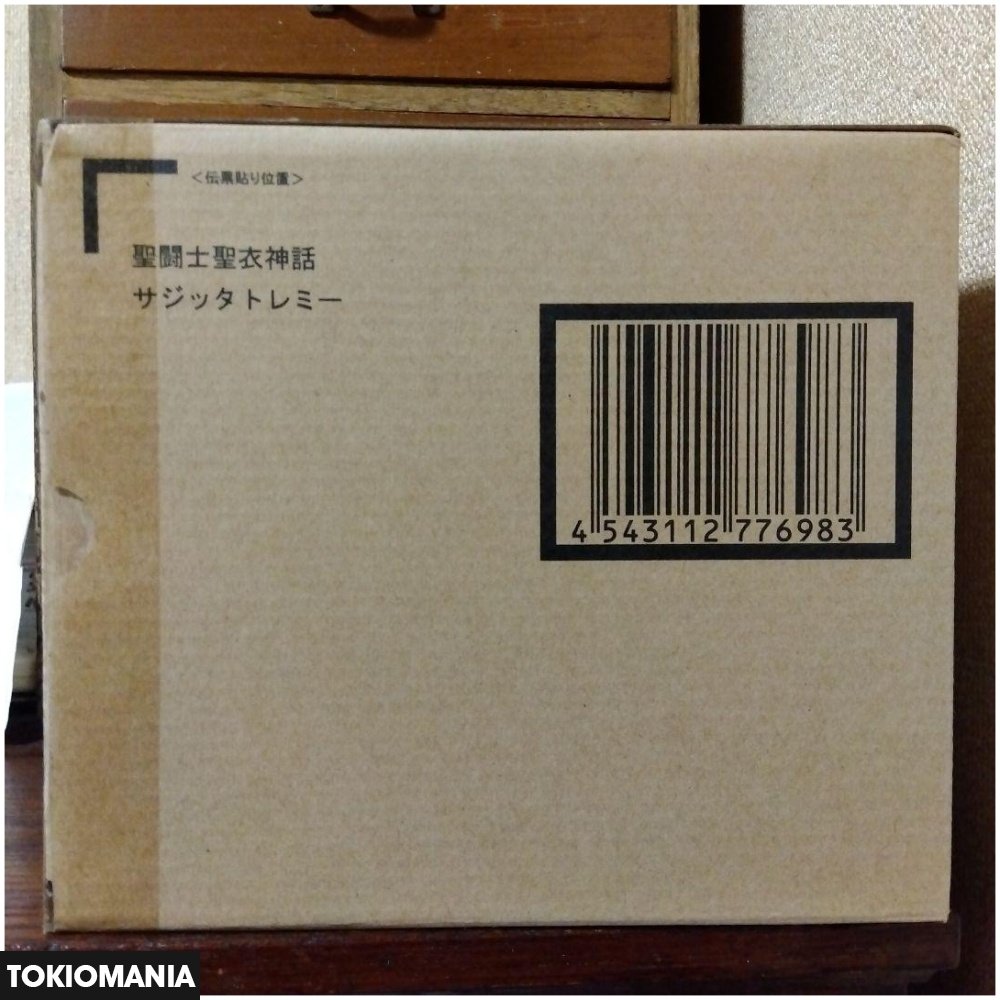 <伝票貼り位置>
聖闘士聖衣神話
サジッタトレミー
4 543112 776983
TOKIOMANIA